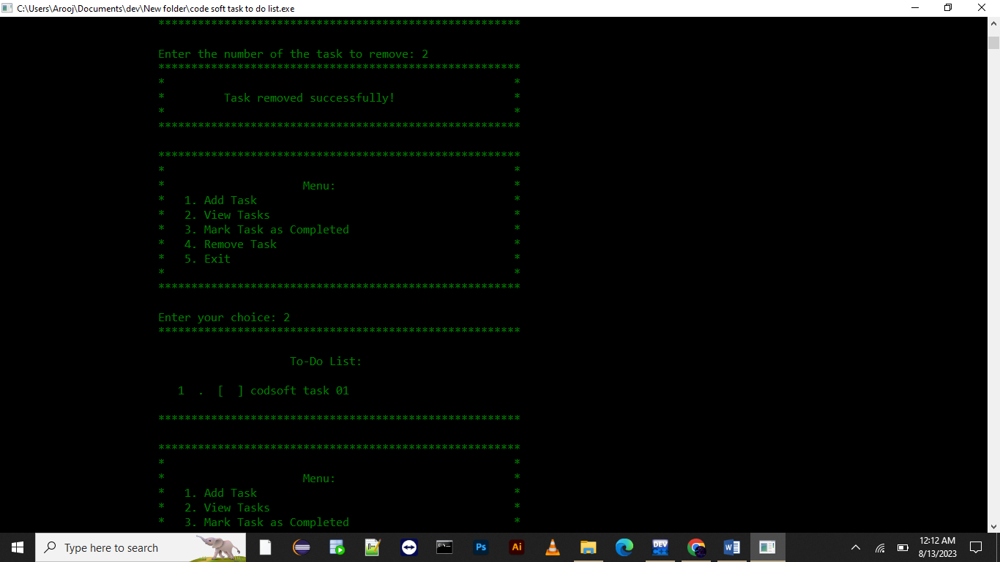 C:\Users\Arooj\Documents\dev\New folder\code soft task to do list.exe
*******************************************************
Enter the number of the task to remove: 2
*******************************************************
*                                                     *
*         Task removed successfully!                  *
*                                                     *
*******************************************************
*******************************************************
*                                                     *
*                     Menu:                           *
*   1. Add Task                                       *
*   2. View Tasks                                     *
*   3. Mark Task as Completed                         *
*   4. Remove Task                                    *
*   5. Exit                                           *
*                                                     *
*******************************************************
Enter your choice: 2
*******************************************************
To-Do List:
1  .  [  ] codsoft task 01
*******************************************************
*******************************************************
*                                                     *
*                     Menu:                           *
*   1. Add Task                                       *
*   2. View Tasks                                     *
*   3. Mark Task as Completed                         *
Type here to search
Ps
Ai
DEV
W
12:12 AM
8/13/2023